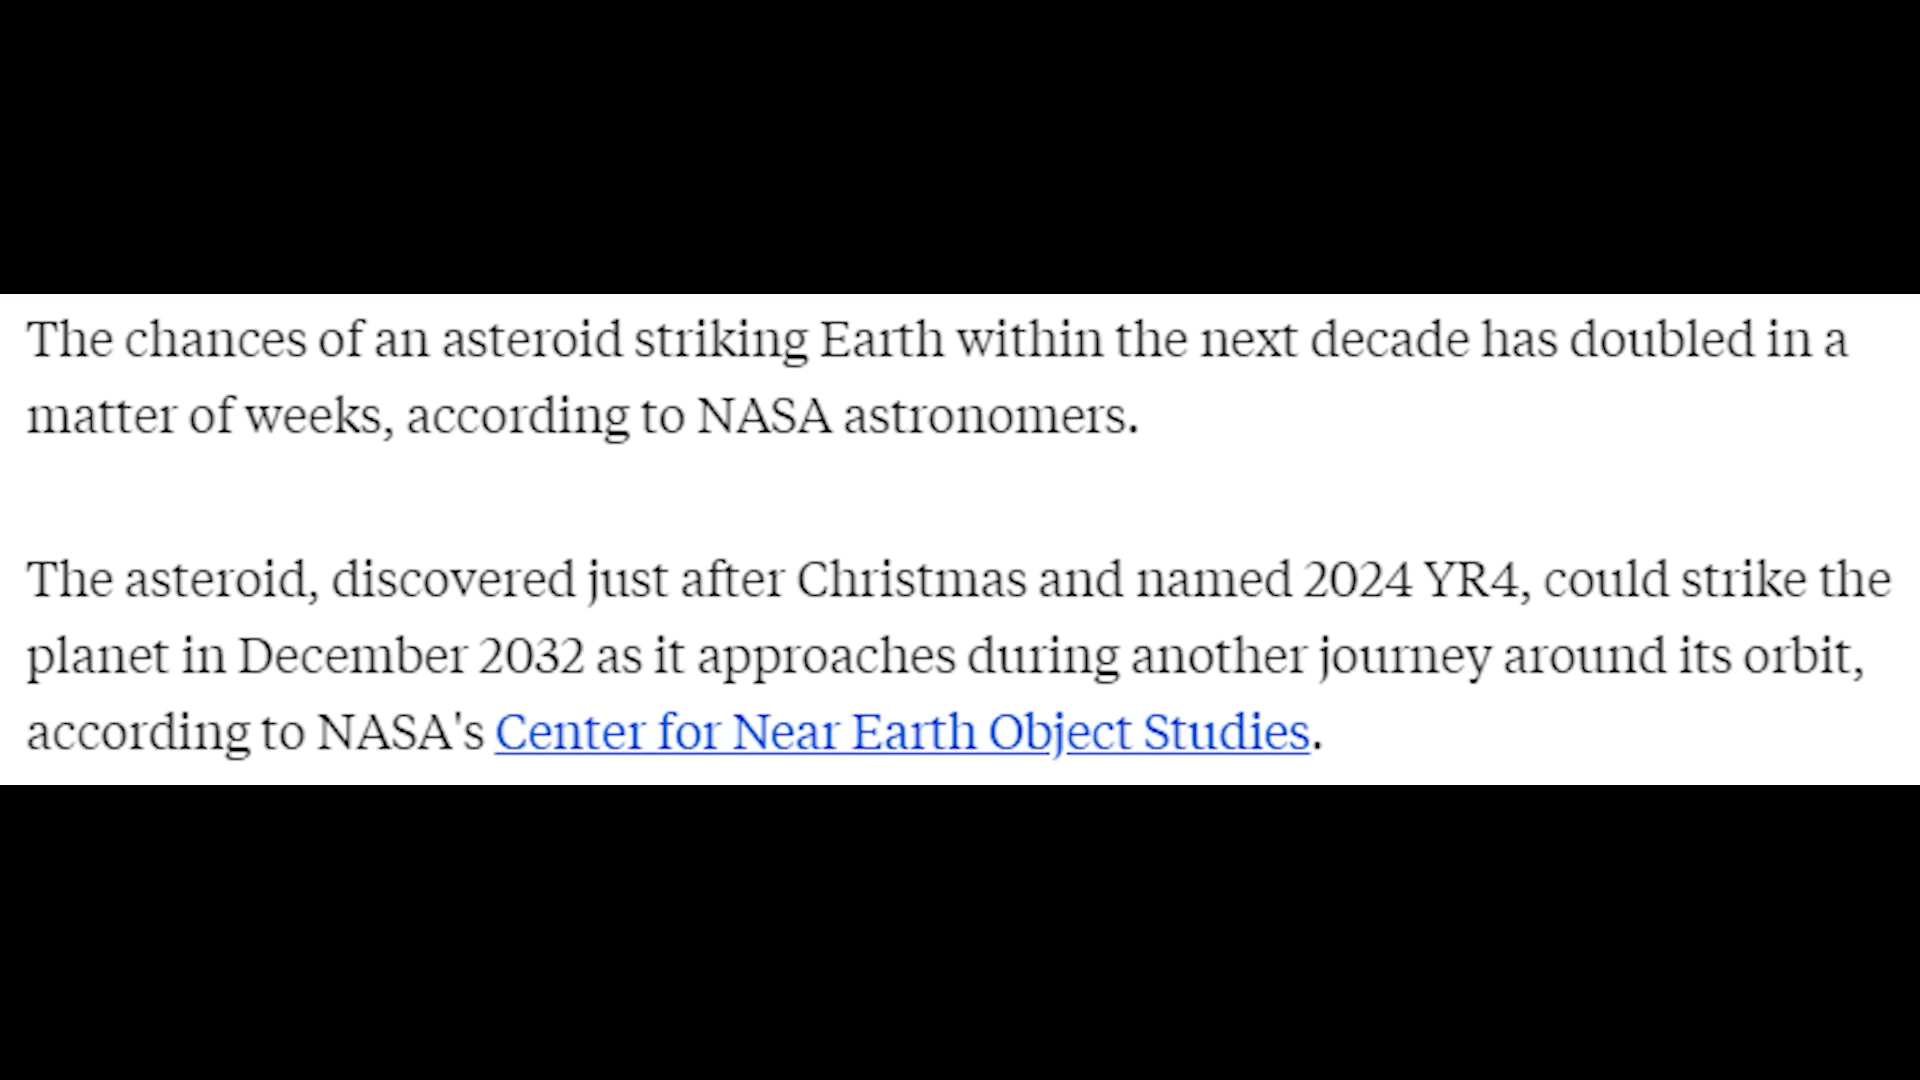 The chances of an asteroid striking Earth within the next decade has doubled in a
matter of weeks, according to NASA astronomers.
The asteroid, discovered just after Christmas and named 2024 YR4, could strike the
planet in December 2032 as it approaches during another journey around its orbit,
according to NASA's Center for Near Earth Object Studies.